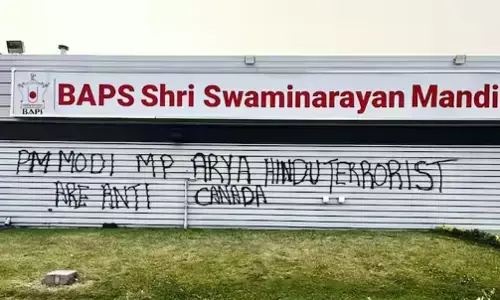 BAPS Shri Swaminarayan Mandi
BAPS
PM MODI MP ARYA HINDU TERRORIST
ARE ANTI CANADA